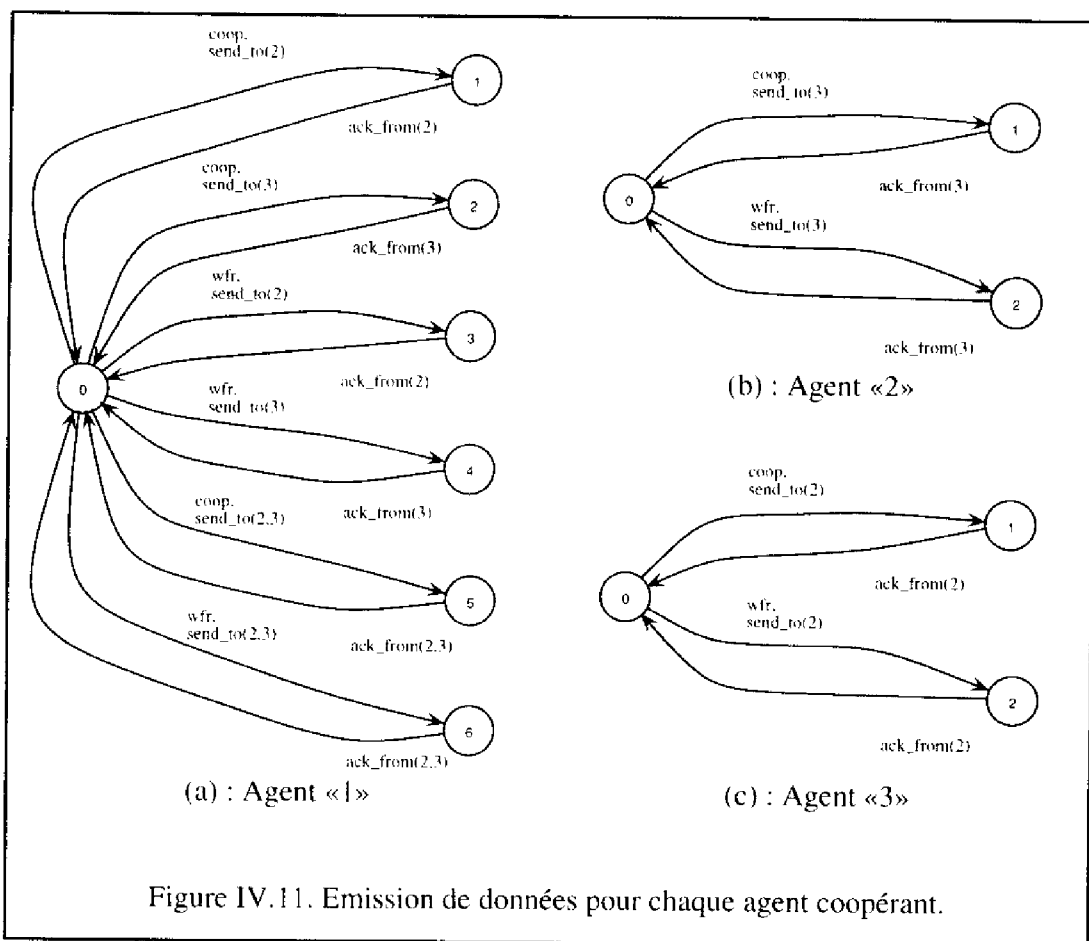 coop.
send_to(2)
1
ack_from(2)
coop.
send_to(3)
2
ack_from(3)
wfr.
send_to(2)
3
ack_from(2)
0
wfr.
send_to(3)
4
ack_from(3)
coop.
send_to(2,3)
5
ack_from(2,3)
wfr.
send_to(2,3)
6
ack_from(2,3)
(a) : Agent «1»
coop.
send_to(3)
1
ack_from(3)
0
wfr.
send_to(3)
2
ack_from(3)
(b) : Agent «2»
coop.
send_to(2)
1
ack_from(2)
0
wfr.
send_to(2)
2
ack_from(2)
(c) : Agent «3»
Figure IV.11. Emission de données pour chaque agent coopérant.